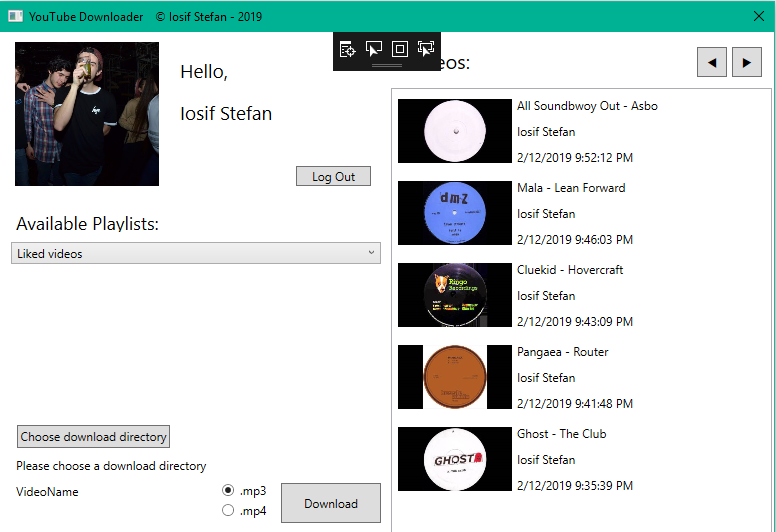 YouTube Downloader © Iosif Stefan - 2019
Hello,
Iosif Stefan
Log Out
Available Playlists:
Liked videos
Choose download directory
Please choose a download directory
VideoName
.mp3
.mp4
Download
eos:
All Soundbwoy Out - Asbo
Iosif Stefan
2/12/2019 9:52:12 PM
dmz
Mala - Lean Forward
Iosif Stefan
2/12/2019 9:46:03 PM
Ringo
Recordings
Cluekid - Hovercraft
Iosif Stefan
2/12/2019 9:43:09 PM
Pangaea - Router
Iosif Stefan
2/12/2019 9:41:48 PM
GHOST
Ghost - The Club
Iosif Stefan
2/12/2019 9:35:39 PM